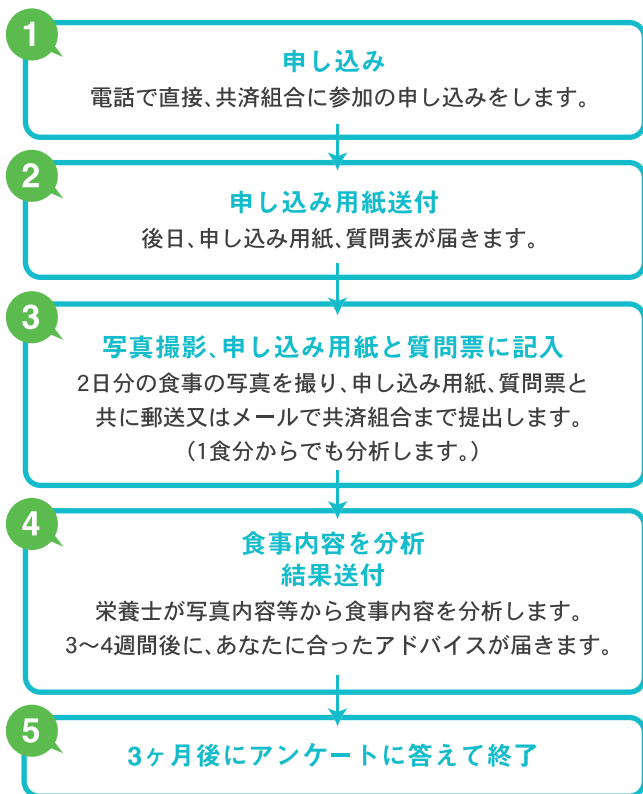 1
申し込み
電話で直接、共済組合に参加の申し込みをします。
2
申し込み用紙送付
後日、申し込み用紙、質問表が届きます。
3
写真撮影、申し込み用紙と質問票に記入
2日分の食事の写真を撮り、申し込み用紙、質問票と
共に郵送又はメールで共済組合まで提出します。
（1食分からでも分析します。）
4
食事内容を分析
結果送付
栄養士が写真内容等から食事内容を分析します。
3〜4週間後に、あなたに合ったアドバイスが届きます。
5
3ヶ月後にアンケートに答えて終了